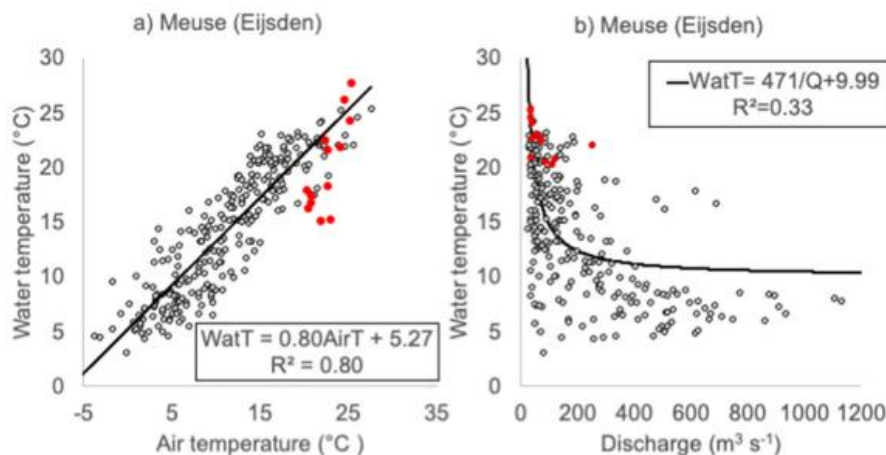 a) Meuse (Eijsden)
30
25
20
15
10
5
0
Water temperature (°C)
WatT = 0.80AirT + 5.27
R² = 0.80
-5
5
15
25
35
Air temperature (°C )
b) Meuse (Eijsden)
30
25
20
15
10
5
0
Water temperature (°C)
WatT= 471/Q+9.99
R²=0.33
0
200
400
600
800
1000
1200
Discharge (m³ s⁻¹)